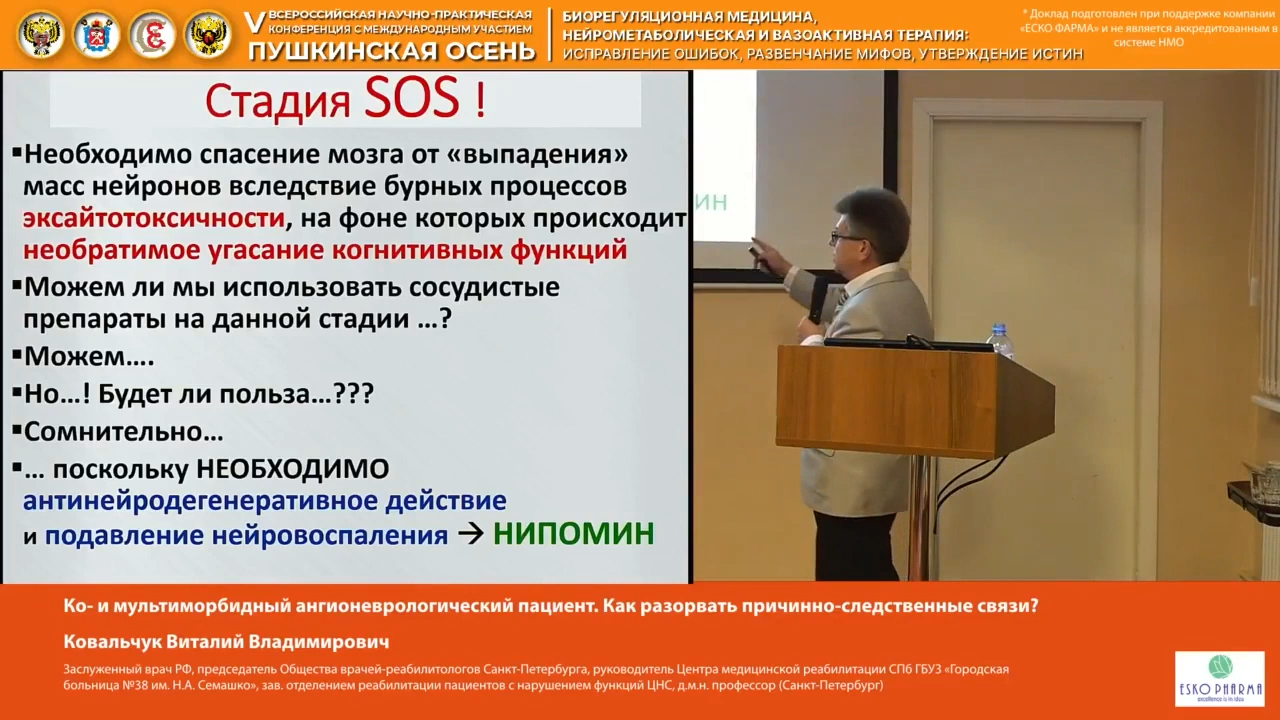 V ВСЕРОССИЙСКАЯ НАУЧНО-ПРАКТИЧЕСКАЯ
КОНФЕРЕНЦИЯ С МЕЖДУНАРОДНЫМ УЧАСТИЕМ
ПУШКИНСКАЯ ОСЕНЬ
БИОРЕГУЛЯЦИОННАЯ МЕДИЦИНА,
НЕЙРОМЕТАБОЛИЧЕСКАЯ И ВАЗОАКТИВНАЯ ТЕРАПИЯ:
ИСПРАВЛЕНИЕ ОШИБОК, РАЗВЕНЧАНИЕ МИФОВ, УТВЕРЖДЕНИЕ ИСТИН
* Доклад подготовлен при поддержке компании
«ЕСКО ФАРМА» и не является аккредитованным в
системе НМО
Стадия SOS !
▪Необходимо спасение мозга от «выпадения»
масс нейронов вследствие бурных процессов
эксайтотоксичности, на фоне которых происходит
необратимое угасание когнитивных функций
▪Можем ли мы использовать сосудистые
препараты на данной стадии …?
▪Можем….
▪Но…! Будет ли польза…???
▪Сомнительно…
▪… поскольку НЕОБХОДИМО
антинейродегенеративное действие
и подавление нейровоспаления → НИПОМИН
ИН
Ко- и мультиморбидный ангионеврологический пациент. Как разорвать причинно-следственные связи?
Ковальчук Виталий Владимирович
Заслуженный врач РФ, председатель Общества врачей-реабилитологов Санкт-Петербурга, руководитель Центра медицинской реабилитации СПб ГБУЗ «Городская
больница №38 им. Н.А. Семашко», зав. отделением реабилитации пациентов с нарушением функций ЦНС, д.м.н. профессор (Санкт-Петербург)
ESKO PHARMA
excellence is in idea